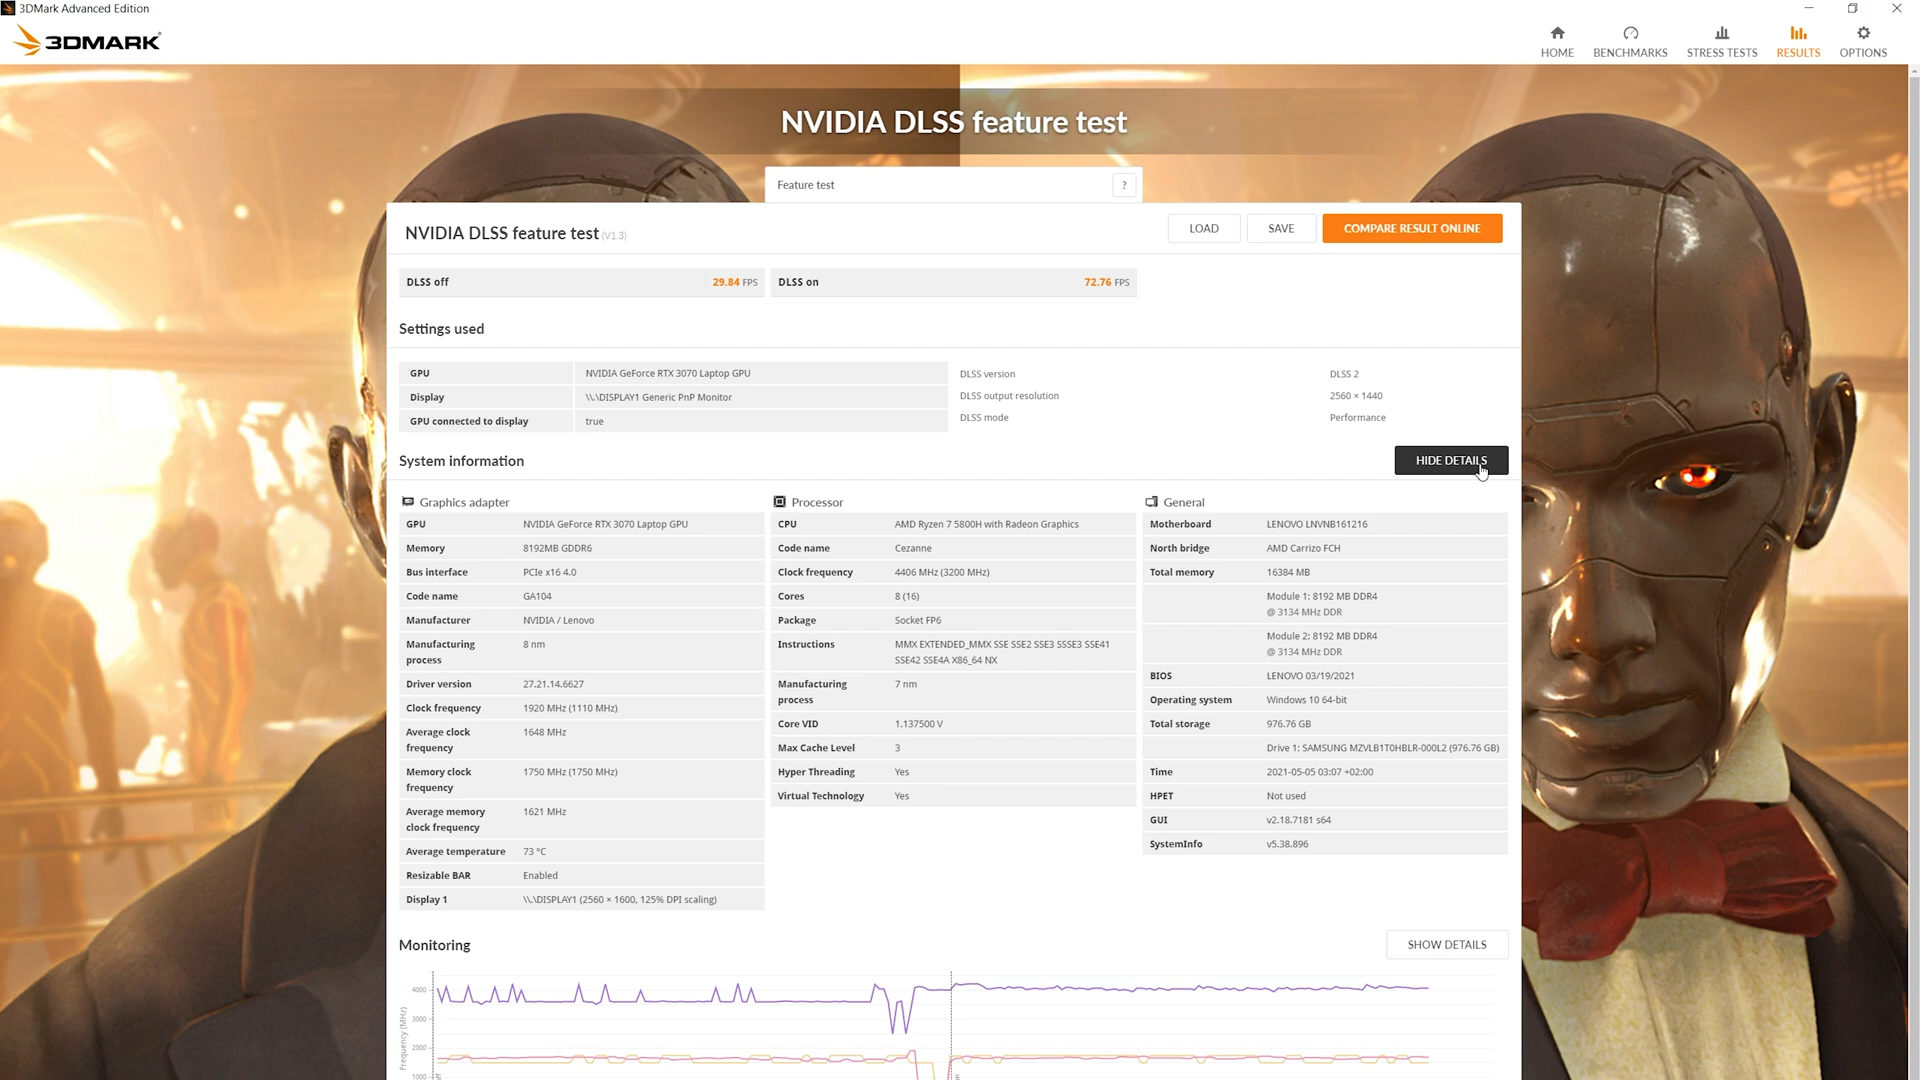 3DMark Advanced Edition
3DMARK
HOME
BENCHMARKS
STRESS TESTS
RESULTS
OPTIONS
NVIDIA DLSS feature test
Feature test
?
NVIDIA DLSS feature test (V1.3)
LOAD
SAVE
COMPARE RESULT ONLINE
DLSS off 29.84 FPS
DLSS on 72.76 FPS
Settings used
GPU NVIDIA GeForce RTX 3070 Laptop GPU
Display \\.\DISPLAY1 Generic PnP Monitor
GPU connected to display true
DLSS version DLSS 2
DLSS output resolution 2560 × 1440
DLSS mode Performance
System information
HIDE DETAILS
Graphics adapter
GPU NVIDIA GeForce RTX 3070 Laptop GPU
Memory 8192MB GDDR6
Bus interface PCIe x16 4.0
Code name GA104
Manufacturer NVIDIA / Lenovo
Manufacturing 8 nm
process
Driver version 27.21.14.6627
Clock frequency 1920 MHz (1110 MHz)
Average clock 1648 MHz
frequency
Memory clock 1750 MHz (1750 MHz)
frequency
Average memory 1621 MHz
clock frequency
Average temperature 73 °C
Resizable BAR Enabled
Display 1 \\.\DISPLAY1 (2560 × 1600, 125% DPI scaling)
Processor
CPU AMD Ryzen 7 5800H with Radeon Graphics
Code name Cezanne
Clock frequency 4406 MHz (3200 MHz)
Cores 8 (16)
Package Socket FP6
Instructions MMX EXTENDED_MMX SSE SSE2 SSE3 SSSE3 SSE41
SSE42 SSE4A X86_64 NX
Manufacturing 7 nm
process
Core VID 1.137500 V
Max Cache Level 3
Hyper Threading Yes
Virtual Technology Yes
General
Motherboard LENOVO LNVNB161216
North bridge AMD Carrizo FCH
Total memory 16384 MB
Module 1: 8192 MB DDR4
@ 3134 MHz DDR
Module 2: 8192 MB DDR4
@ 3134 MHz DDR
BIOS LENOVO 03/19/2021
Operating system Windows 10 64-bit
Total storage 976.76 GB
Drive 1: SAMSUNG MZVLB1T0HBLR-000L2 (976.76 GB)
Time 2021-05-05 03:07 +02:00
HPET Not used
GUI v2.18.7181 s64
SystemInfo v5.38.896
Monitoring
SHOW DETAILS
Frequency (MHz)
4000
3000
2000
1000